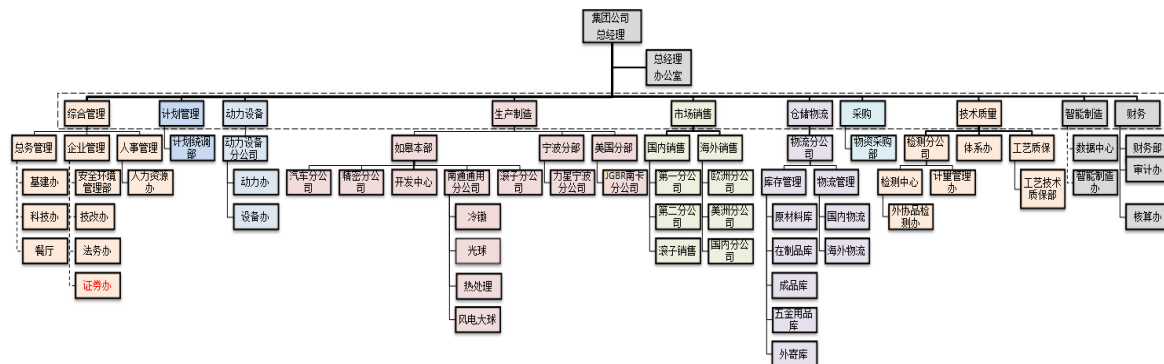 集团公司
总经理
总经理
办公室
综合管理
计划管理
动力设备
生产制造
市场销售
仓储物流
采购
技术质量
智能制造
财务
总务管理
企业管理
人事管理
计划统调
部
动力设备
分公司
如皋本部
宁波分部
美国分部
国内销售
海外销售
物流分公
司
物资采购
部
检测分公
司
体系办
工艺质保
数据中心
财务部
审计办
基建办
安全环境
管理部
人力资源
办
动力办
汽车分公
司
精密分公
司
开发中心
南通通用
分公司
滚子分公
司
力星宁波
分公司
JGBR南卡
分公司
第一分公
司
欧洲分公
司
库存管理
物流管理
检测中心
计量管理
办
工艺技术
质保部
智能制造
办
科技办
技改办
设备办
冷镦
第二分公
司
美洲分公
司
原材料库
国内物流
外协品检
测办
核算办
餐厅
法务办
光球
滚子销售
国内分公
司
在制品库
海外物流
证券办
热处理
成品库
风电大球
五金用品
库
外寄库